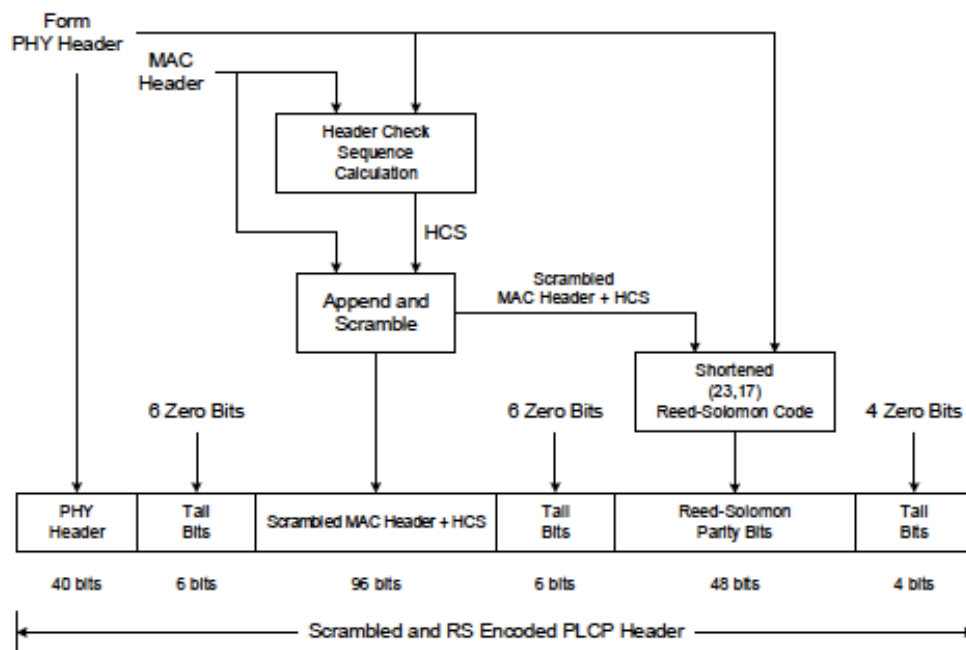 Form
PHY Header
MAC
Header
Header Check
Sequence
Calculation
HCS
Append and
Scramble
Scrambled
MAC Header + HCS
Shortened
(23,17)
Reed-Solomon Code
6 Zero Bits
6 Zero Bits
4 Zero Bits
PHY
Header
Tail
Bits
Scrambled MAC Header + HCS
Tail
Bits
Reed-Solomon
Parity Bits
Tail
Bits
40 bits
6 bits
96 bits
6 bits
48 bits
4 bits
Scrambled and RS Encoded PLCP Header